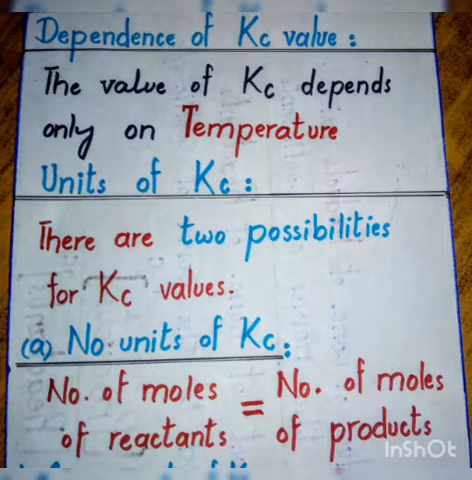 Dependence of Kc value :
The value of Kc depends
only on Temperature
Units of Kc :
There are two possibilities
for "Kc" values.
(a) No units of Kc :
No. of moles = No. of moles
of reactants of products
InShOt